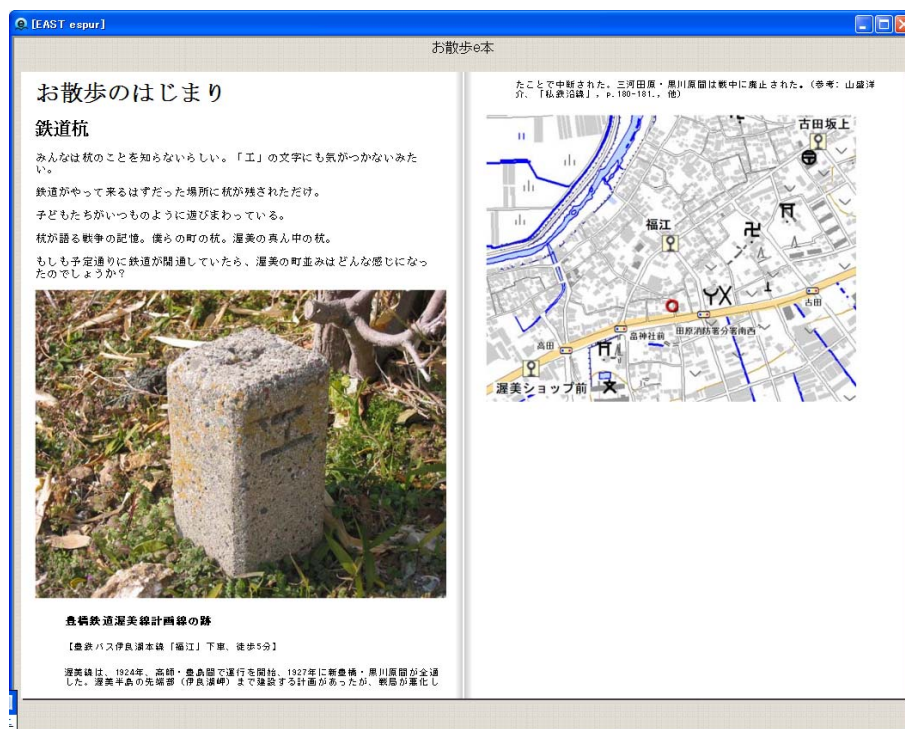 [EAST espur]
お散歩e本
お散歩のはじまり
鉄道杭
みんなは杭のことを知らないらしい。「工」の文字にも気がつかないみた
い。
鉄道がやって来るはずだった場所に杭が残されただけ。
子どもたちがいつものように遊びまわっている。
杭が語る戦争の記憶。僕らの町の杭。渥美の真ん中の杭。
もしも予定通りに鉄道が開通していたら、渥美の町並みはどんな感じになっ
たのでしょうか？
工
豊橋鉄道渥美線計画線の跡
【豊鉄バス伊良湖本線「福江」下車、徒歩5分】
渥美線は、1924年、高師・豊島間で運行を開始、1927年に新豊橋・黒川原間が全通
した。渥美半島の先端部（伊良湖岬）まで建設する計画があったが、戦局が悪化し
たことで中断された。三河田原・黒川原間は戦中に廃止された。（参考：山盛洋
介、「私鉄沿線」，p.180-181.，他）
古田坂上
福江
古田
田原消防署分署南西
畠神社前
高田
渥美ショップ前